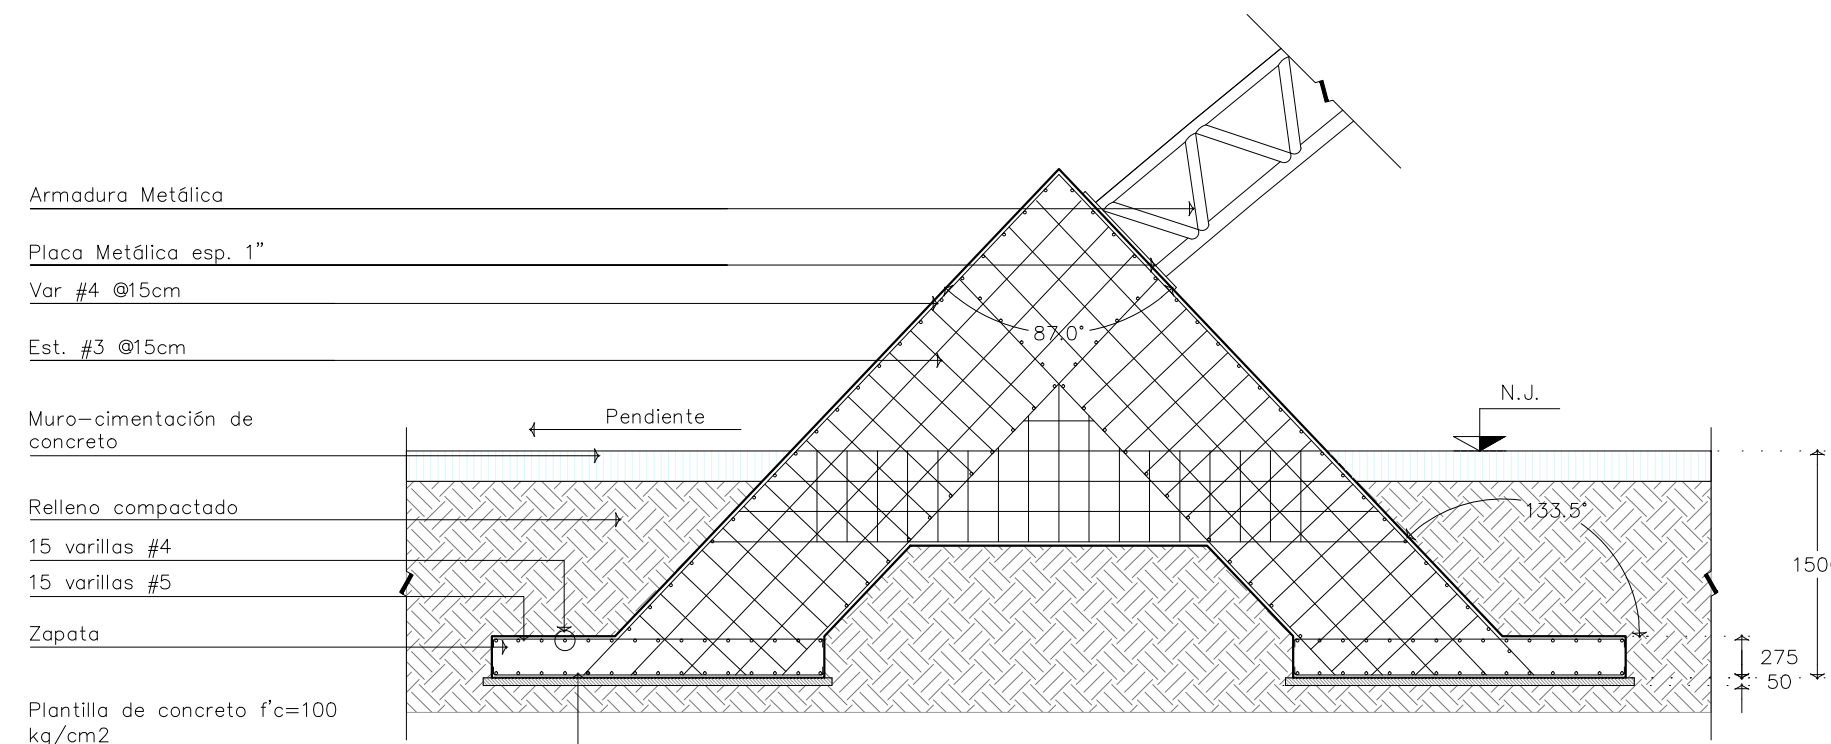 Armadura Metálica
Placa Metálica esp. 1"
Var #4 @15cm
87.0°
Est. #3 @15cm
N.J.
Muro-cimentación de
concreto
Pendiente
Relleno compactado
133.5°
15 varillas #4
150
15 varillas #5
Zapata
275
50
Plantilla de concreto f'c=100
kg/cm2